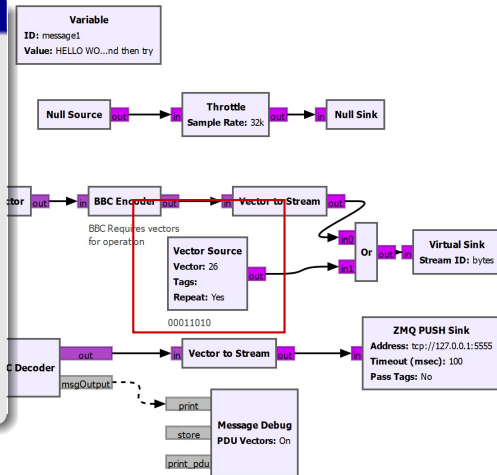 Variable
ID: message1
Value: HELLO WO...nd then try
Null Source
out
in
Throttle
Sample Rate: 32k
out
in
Null Sink
ctor
out
in
BBC Encoder
out
in
Vector to Stream
out
BBC Requires vectors
for operation
Vector Source
Vector: 26
Tags:
Repeat: Yes
out
00011010
in0
in1
Or
out
in
Virtual Sink
Stream ID: bytes
C Decoder
out
msgOutput
in
Vector to Stream
out
in
ZMQ PUSH Sink
Address: tcp://127.0.0.1:5555
Timeout (msec): 100
Pass Tags: No
print
store
print_pdu
Message Debug
PDU Vectors: On